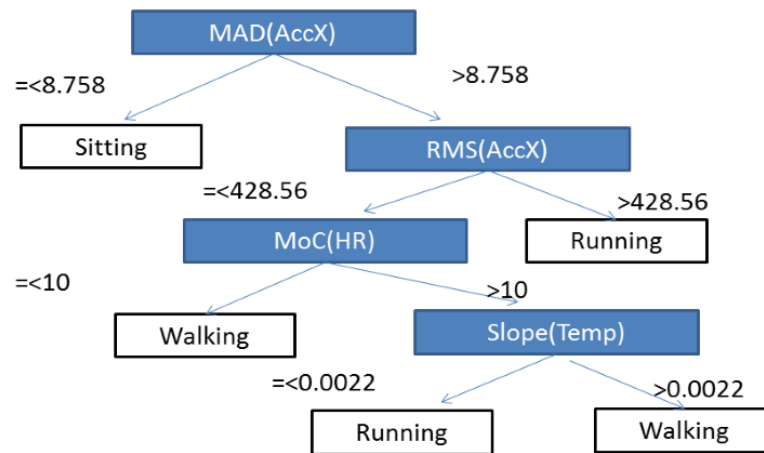 MAD(AccX)
=<8.758
>8.758
Sitting
RMS(AccX)
=<428.56
>428.56
MoC(HR)
Running
=<10
>10
Walking
Slope(Temp)
=<0.0022
>0.0022
Running
Walking